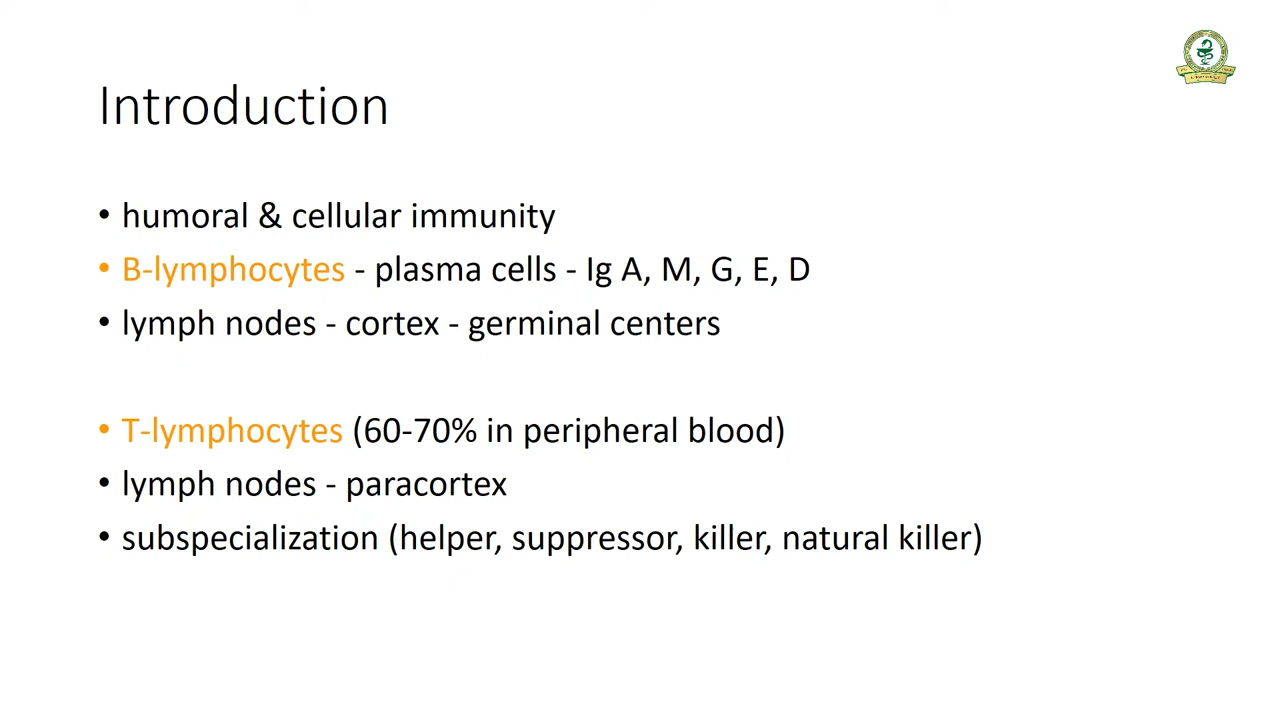 Introduction
• humoral & cellular immunity
• B-lymphocytes - plasma cells - Ig A, M, G, E, D
• lymph nodes - cortex - germinal centers
• T-lymphocytes (60-70% in peripheral blood)
• lymph nodes - paracortex
• subspecialization (helper, suppressor, killer, natural killer)